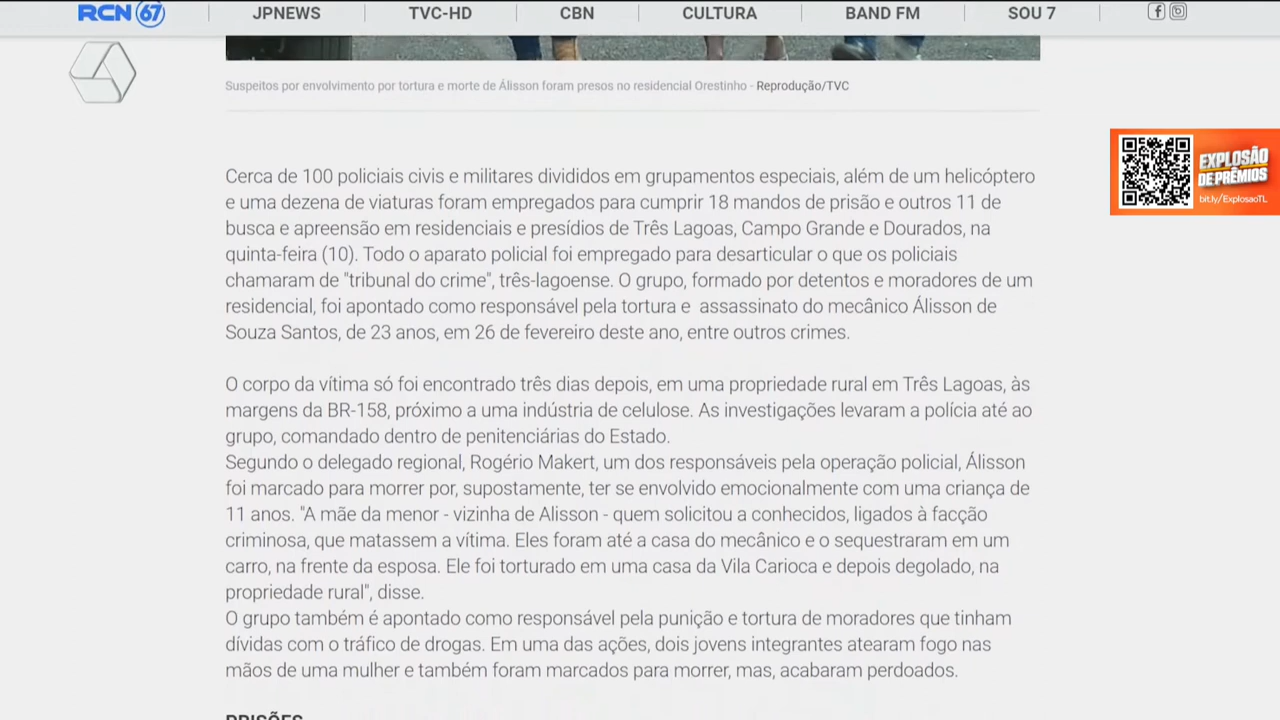 RCN 67 JPNEWS TVC-HD CBN CULTURA BAND FM SOU 7
Suspeitos por envolvimento por tortura e morte de Álisson foram presos no residencial Orestinho - Reprodução/TVC
EXPLOSÃO
DE PRÊMIOS
bit.ly/ExplosaoTL
Cerca de 100 policiais civis e militares divididos em grupamentos especiais, além de um helicóptero
e uma dezena de viaturas foram empregados para cumprir 18 mandos de prisão e outros 11 de
busca e apreensão em residenciais e presídios de Três Lagoas, Campo Grande e Dourados, na
quinta-feira (10). Todo o aparato policial foi empregado para desarticular o que os policiais
chamaram de "tribunal do crime", três-lagoense. O grupo, formado por detentos e moradores de um
residencial, foi apontado como responsável pela tortura e assassinato do mecânico Álisson de
Souza Santos, de 23 anos, em 26 de fevereiro deste ano, entre outros crimes.
O corpo da vítima só foi encontrado três dias depois, em uma propriedade rural em Três Lagoas, às
margens da BR-158, próximo a uma indústria de celulose. As investigações levaram a polícia até ao
grupo, comandado dentro de penitenciárias do Estado.
Segundo o delegado regional, Rogério Makert, um dos responsáveis pela operação policial, Álisson
foi marcado para morrer por, supostamente, ter se envolvido emocionalmente com uma criança de
11 anos. "A mãe da menor - vizinha de Alisson - quem solicitou a conhecidos, ligados à facção
criminosa, que matassem a vítima. Eles foram até a casa do mecânico e o sequestraram em um
carro, na frente da esposa. Ele foi torturado em uma casa da Vila Carioca e depois degolado, na
propriedade rural", disse.
O grupo também é apontado como responsável pela punição e tortura de moradores que tinham
dívidas com o tráfico de drogas. Em uma das ações, dois jovens integrantes atearam fogo nas
mãos de uma mulher e também foram marcados para morrer, mas, acabaram perdoados.
PRISÕES